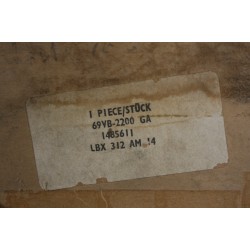 1 PIECE/STÜCK
69VB-2200 GA
1485611
LBX 312 AM 14